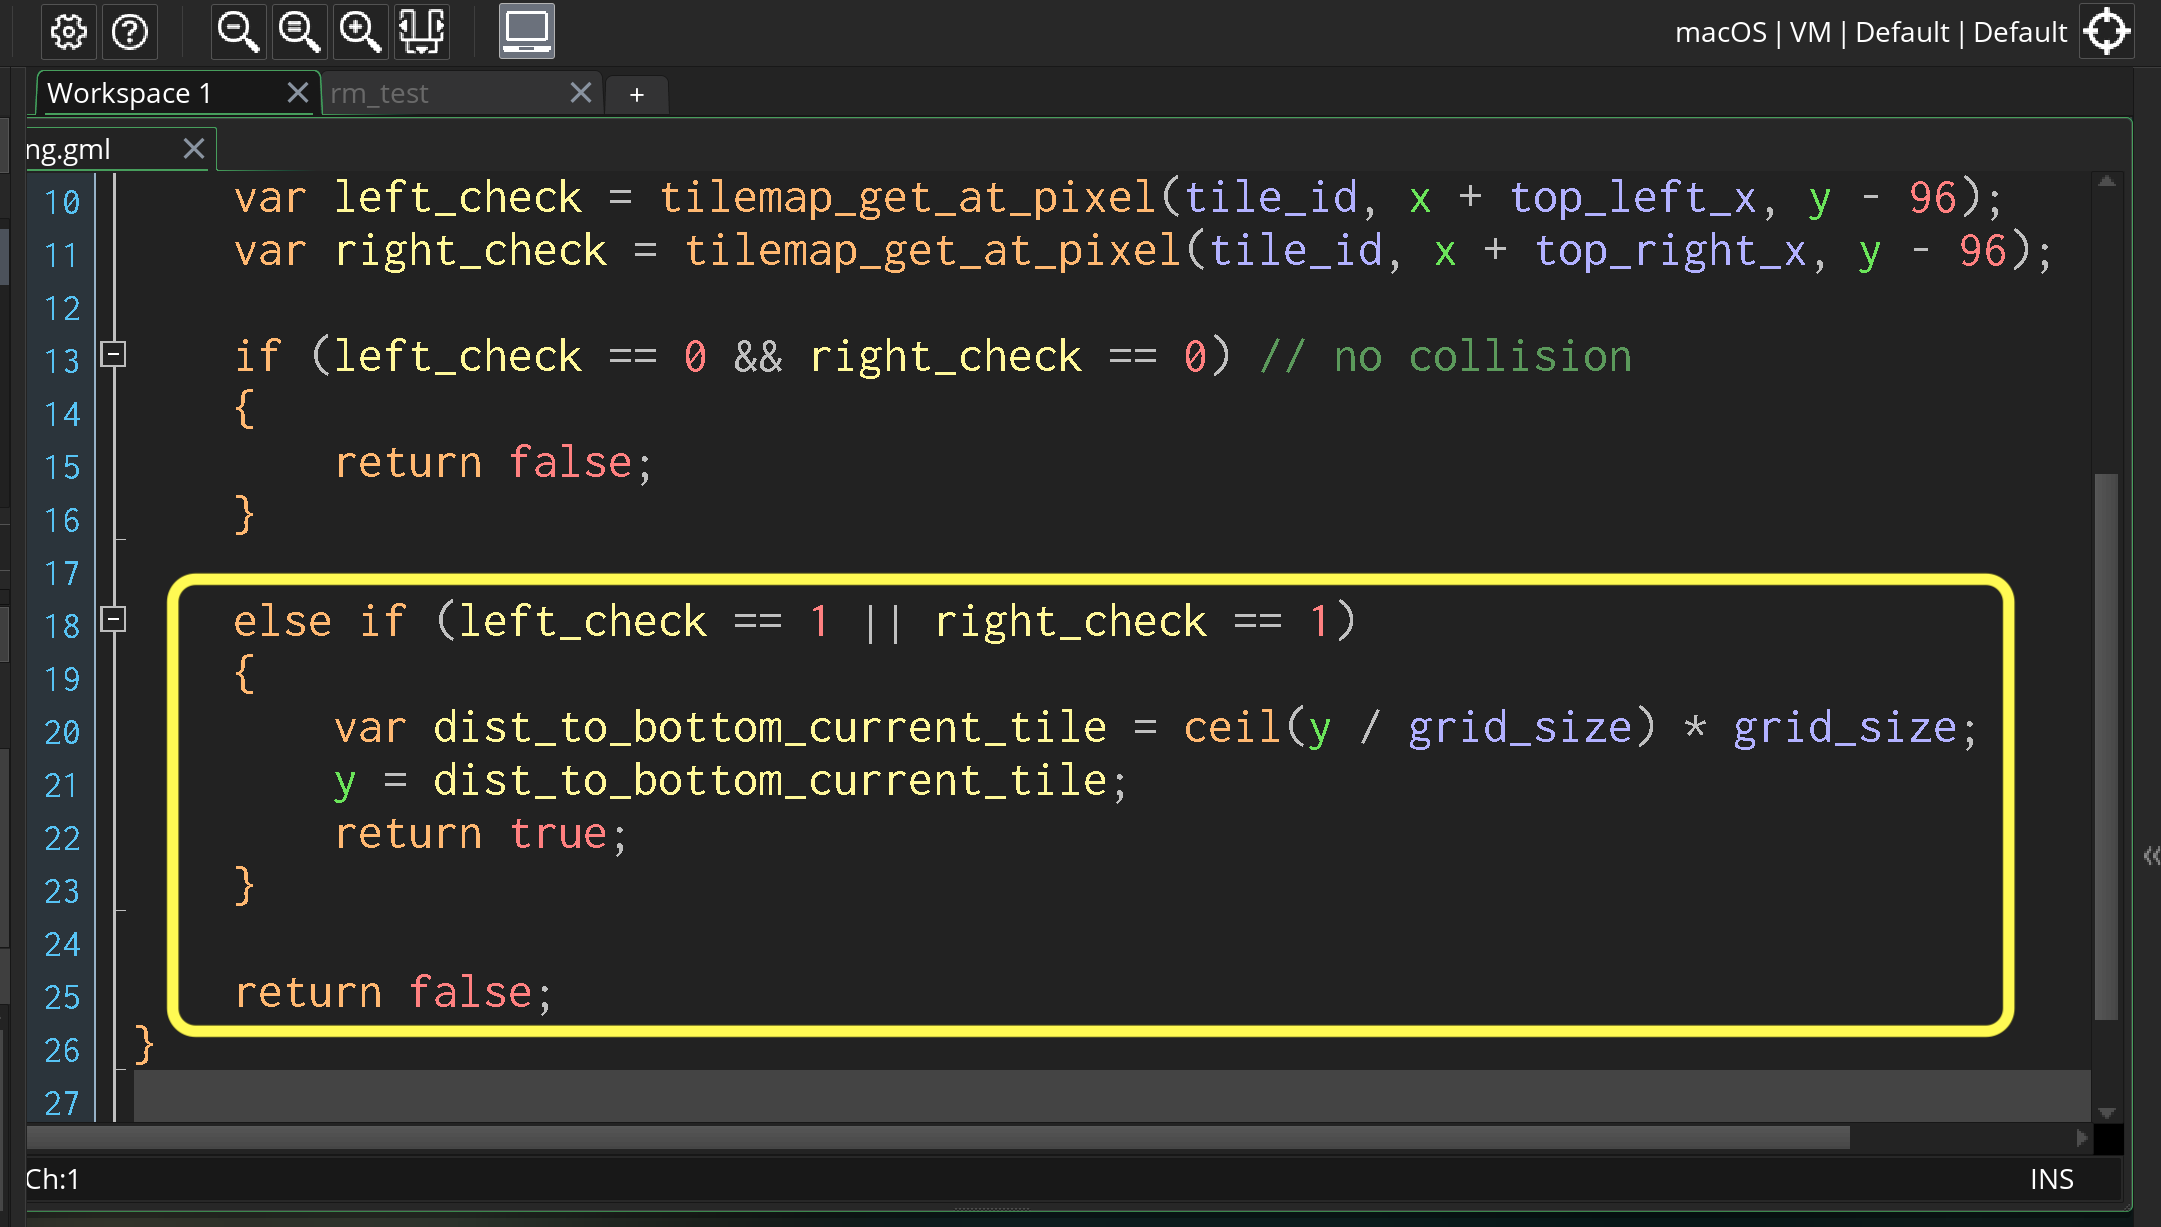 macOS | VM | Default | Default
Workspace 1
rm_test
+
ng.gml
10 var left_check = tilemap_get_at_pixel(tile_id, x + top_left_x, y - 96);
11 var right_check = tilemap_get_at_pixel(tile_id, x + top_right_x, y - 96);
12
13 if (left_check == 0 && right_check == 0) // no collision
14 {
15 return false;
16 }
17
18 else if (left_check == 1 || right_check == 1)
19 {
20 var dist_to_bottom_current_tile = ceil(y / grid_size) * grid_size;
21 y = dist_to_bottom_current_tile;
22 return true;
23 }
24
25 return false;
26 }
27
Ch:1
INS